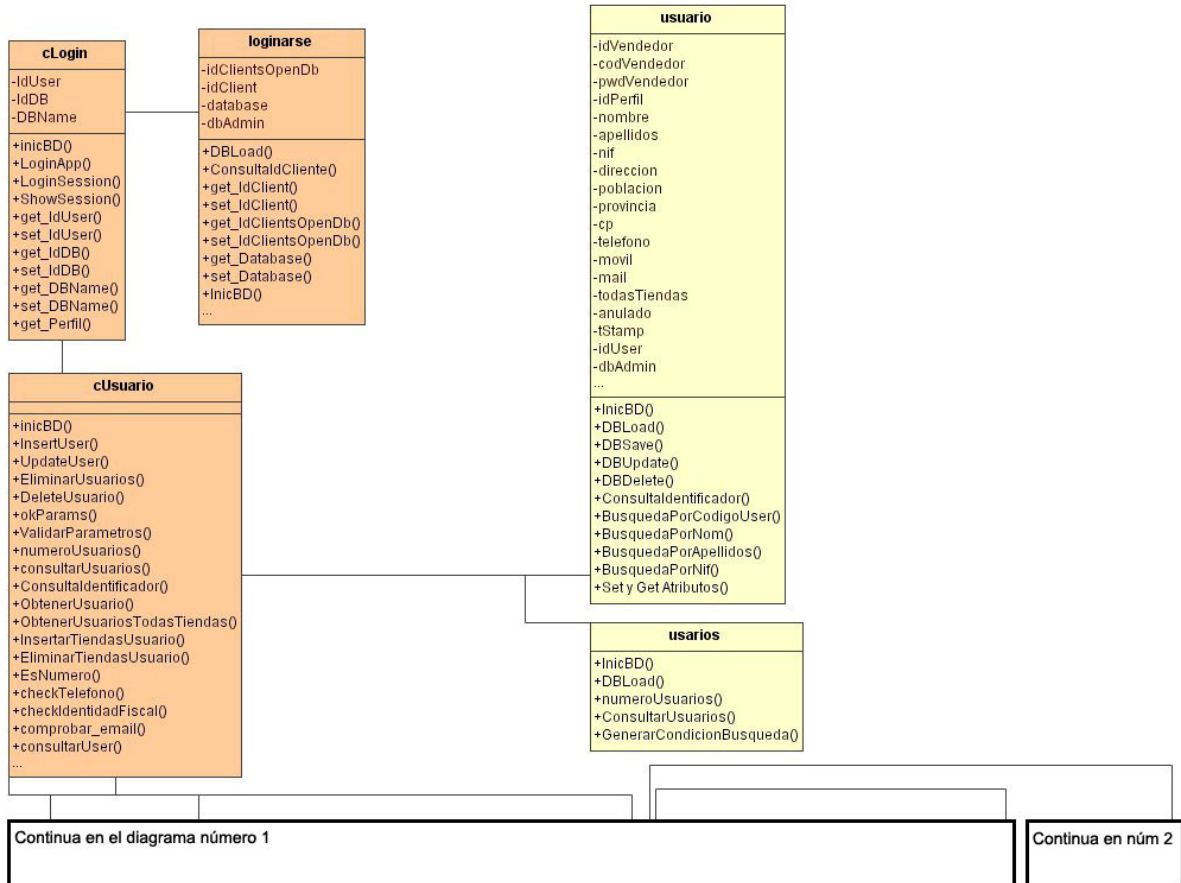 cLogin
-IdUser
-IdDB
-DBName
+inicBD()
+LoginApp()
+LoginSession()
+ShowSession()
+get_IdUser()
+set_IdUser()
+get_IdDB()
+set_IdDB()
+get_DBName()
+set_DBName()
+get_Perfil()
loginarse
-idClientsOpenDb
-idClient
-database
-dbAdmin
+DBLoad()
+ConsultaIdCliente()
+get_IdClient()
+set_IdClient()
+get_IdClientsOpenDb()
+set_IdClientsOpenDb()
+get_Database()
+set_Database()
+InicBD()
...
usuario
-idVendedor
-codVendedor
-pwdVendedor
-idPerfil
-nombre
-apellidos
-nif
-direccion
-poblacion
-provincia
-cp
-telefono
-movil
-mail
-todasTiendas
-anulado
-tStamp
-idUser
-dbAdmin
...
+InicBD()
+DBLoad()
+DBSave()
+DBUpdate()
+DBDelete()
+ConsultaIdentificador()
+BusquedaPorCodigoUser()
+BusquedaPorNom()
+BusquedaPorApellidos()
+BusquedaPorNif()
+Set y Get Atributos()
cUsuario
+inicBD()
+InsertUser()
+UpdateUser()
+EliminarUsuarios()
+DeleteUsuario()
+okParams()
+ValidarParametros()
+numeroUsuarios()
+consultarUsuarios()
+ConsultaIdentificador()
+ObtenerUsuario()
+ObtenerUsuariosTodasTiendas()
+InsertarTiendasUsuario()
+EliminarTiendasUsuario()
+EsNumero()
+checkTelefono()
+checkIdentidadFiscal()
+comprobar_email()
+consultarUser()
...
usarios
+InicBD()
+DBLoad()
+numeroUsuarios()
+ConsultarUsuarios()
+GenerarCondicionBusqueda()
Continua en el diagrama número 1
Continua en núm 2